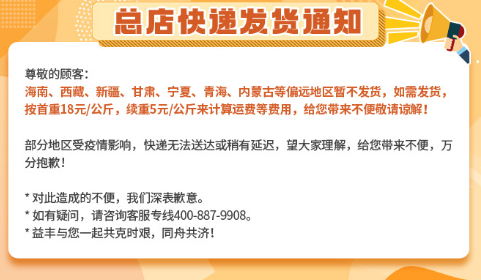 总店快递发货通知
尊敬的顾客：
海南、西藏、新疆、甘肃、宁夏、青海、内蒙古等偏远地区暂不发货，如需发货，
按首重18元/公斤，续重5元/公斤来计算运费等费用，给您带来不便敬请谅解！
部分地区受疫情影响，快递无法送达或稍有延迟，望大家理解，给您带来不便，万
分抱歉！
* 对此造成的不便，我们深表歉意。
* 如有疑问，请咨询客服专线400-887-9908。
* 益丰与您一起共克时艰，同舟共济！